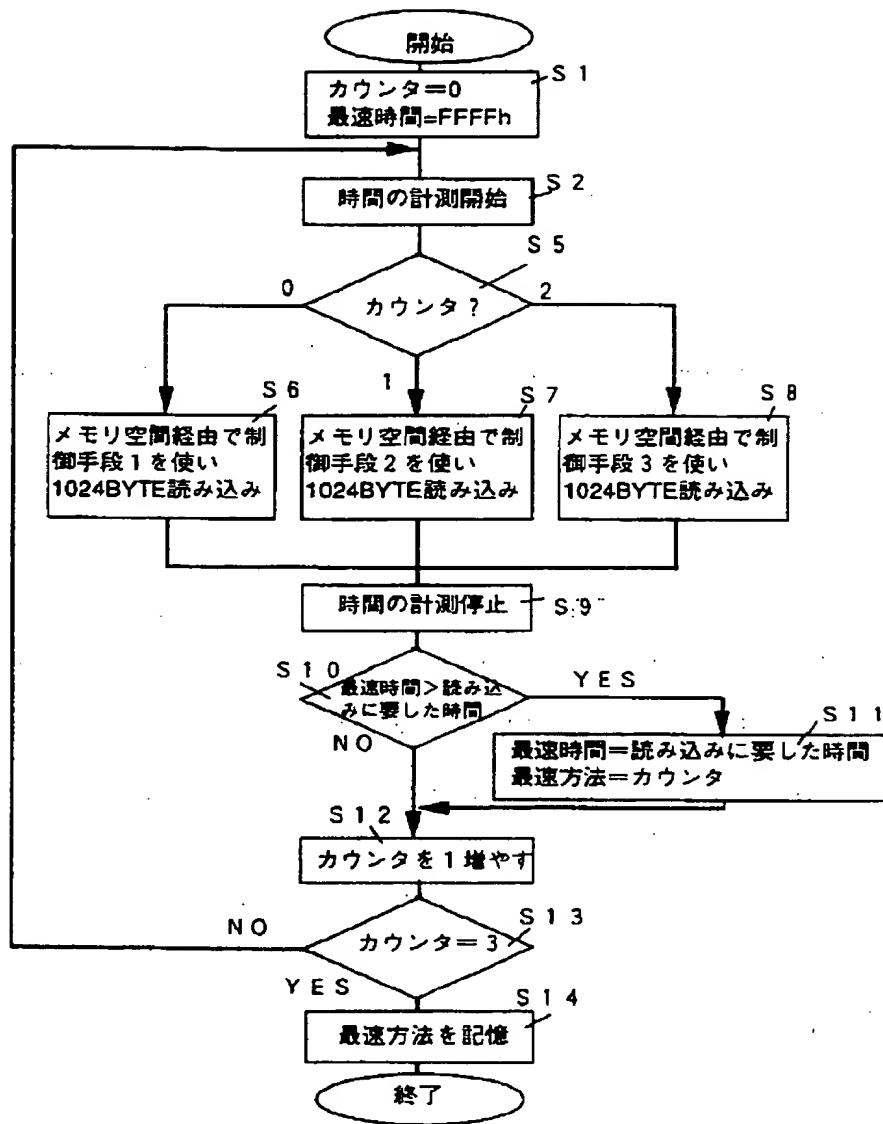 開始
S1
カウンタ=0
最速時間=FFFFh
S2
時間の計測開始
S5
0
カウンタ?
2
1
S6
メモリ空間経由で制
御手段1を使い
1024BYTE読み込み
S7
メモリ空間経由で制
御手段2を使い
1024BYTE読み込み
S8
メモリ空間経由で制
御手段3を使い
1024BYTE読み込み
時間の計測停止
S9
S10
最速時間>読み込
みに要した時間
YES
NO
S11
最速時間=読み込みに要した時間
最速方法=カウンタ
S12
カウンタを1増やす
NO
S13
カウンタ=3
YES
S14
最速方法を記憶
終了